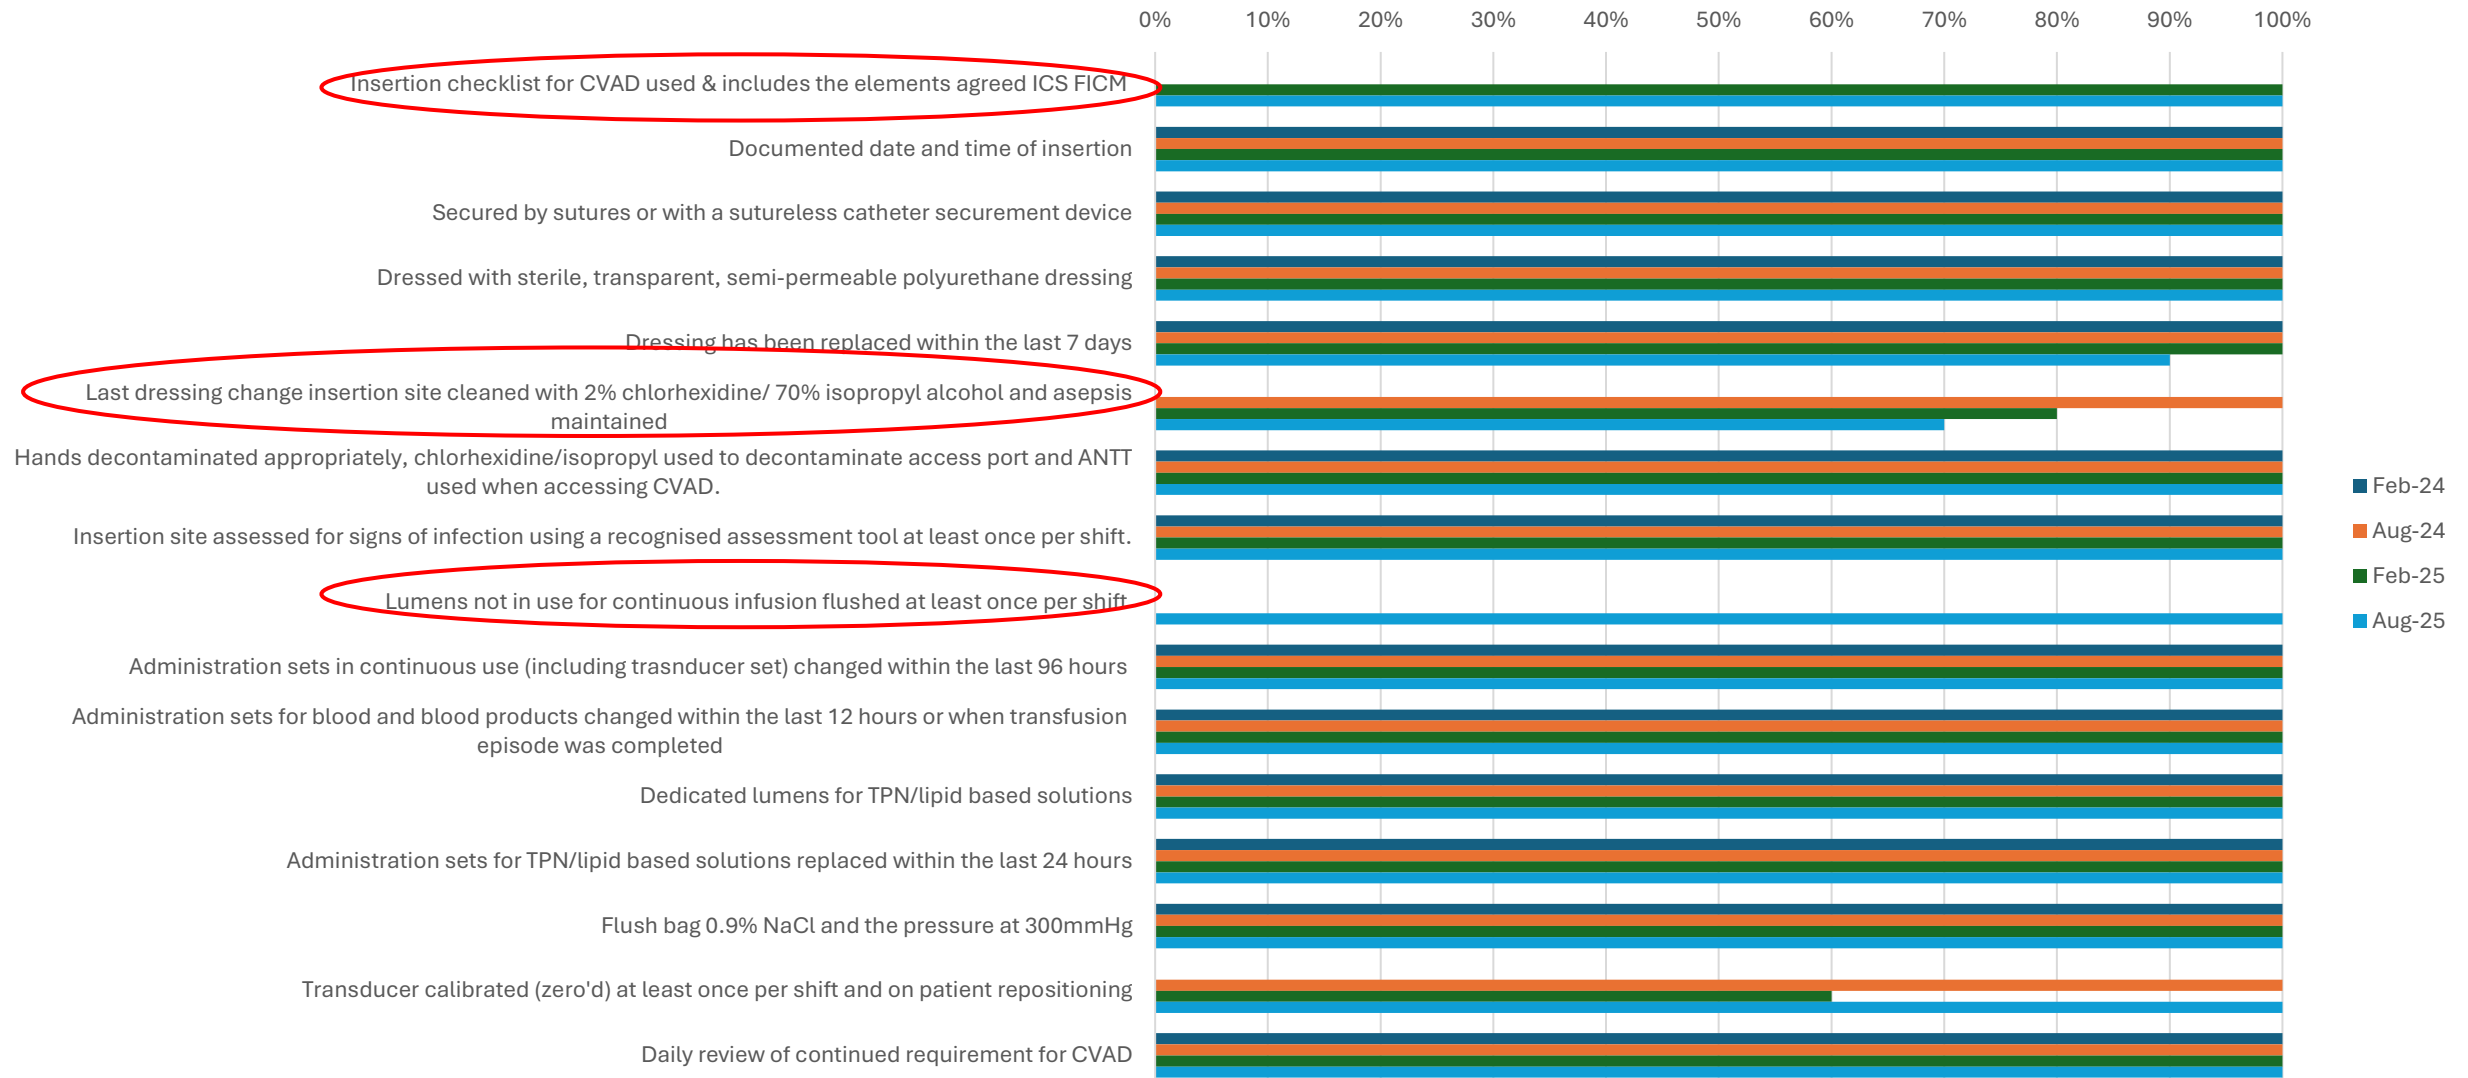 0% 10% 20% 30% 40% 50% 60% 70% 80% 90% 100%
Insertion checklist for CVAD used & includes the elements agreed ICS FICM
Documented date and time of insertion
Secured by sutures or with a sutureless catheter securement device
Dressed with sterile, transparent, semi-permeable polyurethane dressing
Dressing has been replaced within the last 7 days
Last dressing change insertion site cleaned with 2% chlorhexidine/ 70% isopropyl alcohol and asepsis
maintained
Hands decontaminated appropriately, chlorhexidine/isopropyl used to decontaminate access port and ANTT
used when accessing CVAD.
Insertion site assessed for signs of infection using a recognised assessment tool at least once per shift.
Lumens not in use for continuous infusion flushed at least once per shift
Administration sets in continuous use (including trasnducer set) changed within the last 96 hours
Administration sets for blood and blood products changed within the last 12 hours or when transfusion
episode was completed
Dedicated lumens for TPN/lipid based solutions
Administration sets for TPN/lipid based solutions replaced within the last 24 hours
Flush bag 0.9% NaCl and the pressure at 300mmHg
Transducer calibrated (zero'd) at least once per shift and on patient repositioning
Daily review of continued requirement for CVAD
Feb-24
Aug-24
Feb-25
Aug-25